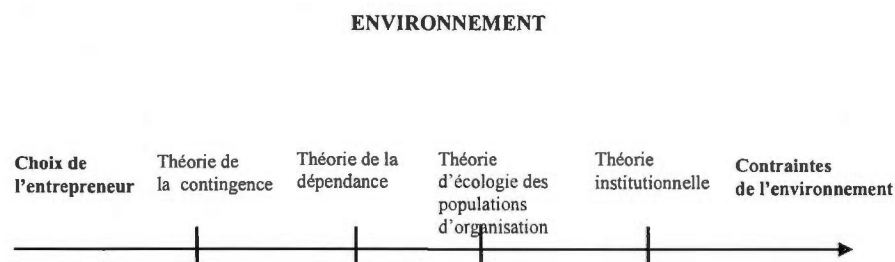 ENVIRONNEMENT
Choix de
l'entrepreneur
Théorie de
la contingence
Théorie de la
dépendance
Théorie
d'écologie des
populations
d'organisation
Théorie
institutionnelle
Contraintes
de l'environnement